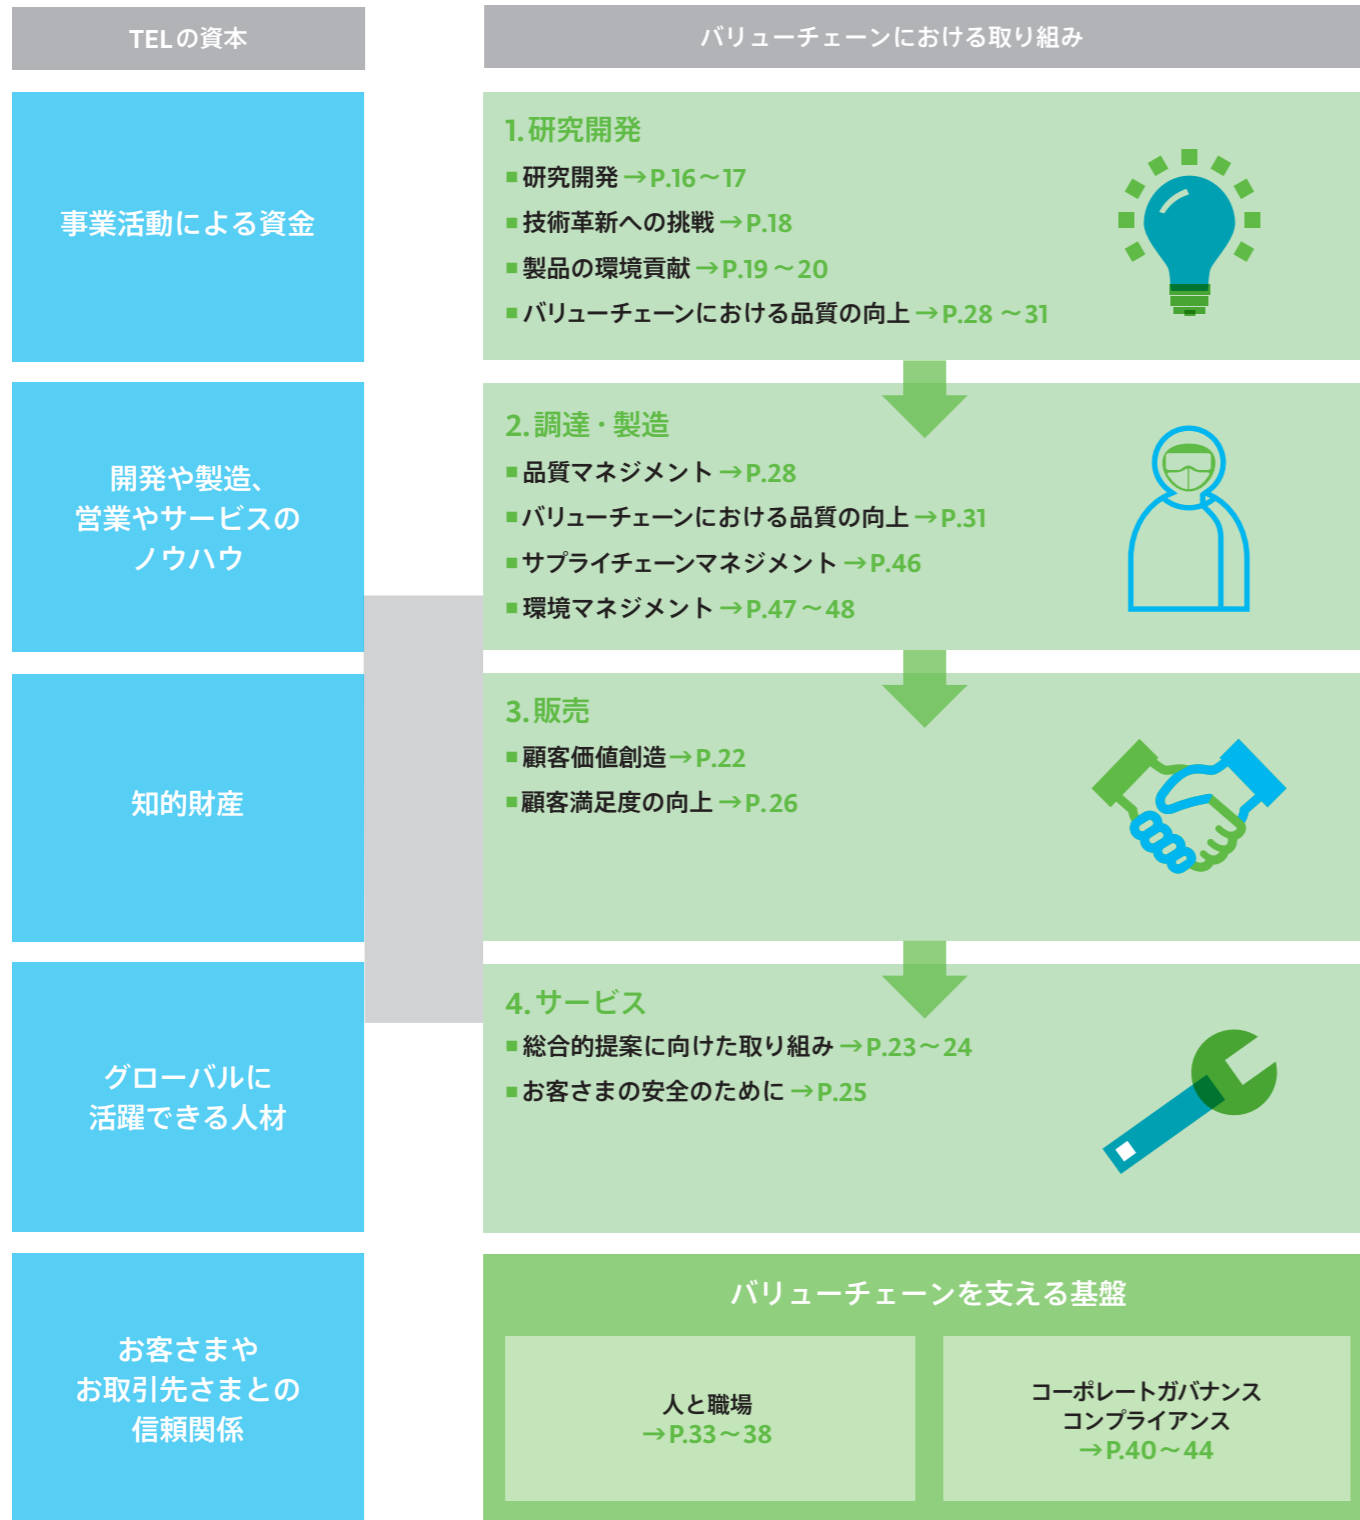 TELの資本
事業活動による資金
開発や製造、
営業やサービスの
ノウハウ
知的財産
グローバルに
活躍できる人材
お客さまや
お取引先さまとの
信頼関係
バリューチェーンにおける取り組み
1.研究開発
■研究開発→P.16～17
■技術革新への挑戦→P.18
■製品の環境貢献→P.19～20
■バリューチェーンにおける品質の向上→P.28～31
2.調達・製造
■品質マネジメント→P.28
■バリューチェーンにおける品質の向上→P.31
■サプライチェーンマネジメント→P.46
■環境マネジメント→P.47～48
3.販売
■顧客価値創造→P.22
■顧客満足度の向上→P.26
4.サービス
■総合的提案に向けた取り組み→P.23～24
■お客さまの安全のために→P.25
バリューチェーンを支える基盤
人と職場
→P.33～38
コーポレートガバナンス
コンプライアンス
→P.40～44